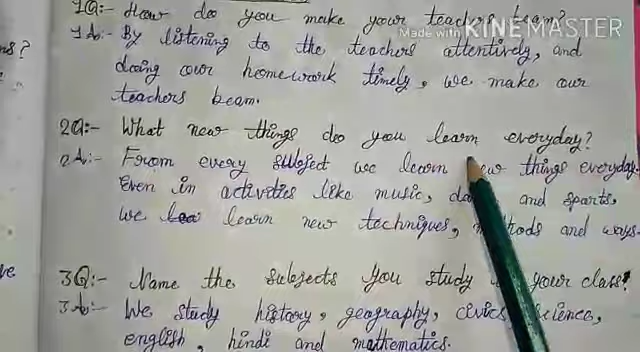 1Q:- How do you make your teachers beam?
Made with KINEMASTER
1A:- By listening to the teachers attentively, and
doing our homework timely, we make our
teachers beam.
2Q:- What new things do you learn everyday?
2A:- From every subject we learn new things everyday.
Even in activities like music, and sports,
we learn new techniques, and ways.
3Q:- Name the subjects you study your class?
3A:- We study history, geography, civics, science,
english, hindi and mathematics.